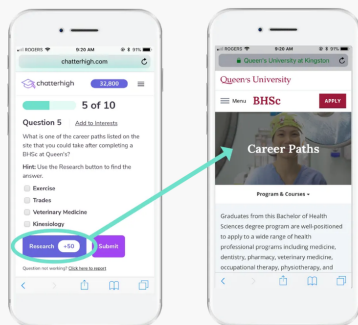 ROGERS
9:20 AM
91%
chatterhigh.com
chatterhigh
32,800
5 of 10
Question 5 Add to Interests
What is one of the career paths listed on the
site that you could take after completing a
BHSc at Queen's?
Hint: Use the Research button to find the
answer.
Exercise
Trades
Veterinary Medicine
Kinesiology
Research +50 Submit
Question not working? Click here to report
ROGERS
9:20 AM
91%
Queen's University at Kingston
Queen's University
Menu BHSc APPLY
Career Paths
Program & Courses
Graduates from this Bachelor of Health
Sciences degree program are well-positioned
to apply to a wide range of health
professional programs including medicine,
dentistry, pharmacy, veterinary medicine,
occupational therapy, physiotherapy, and